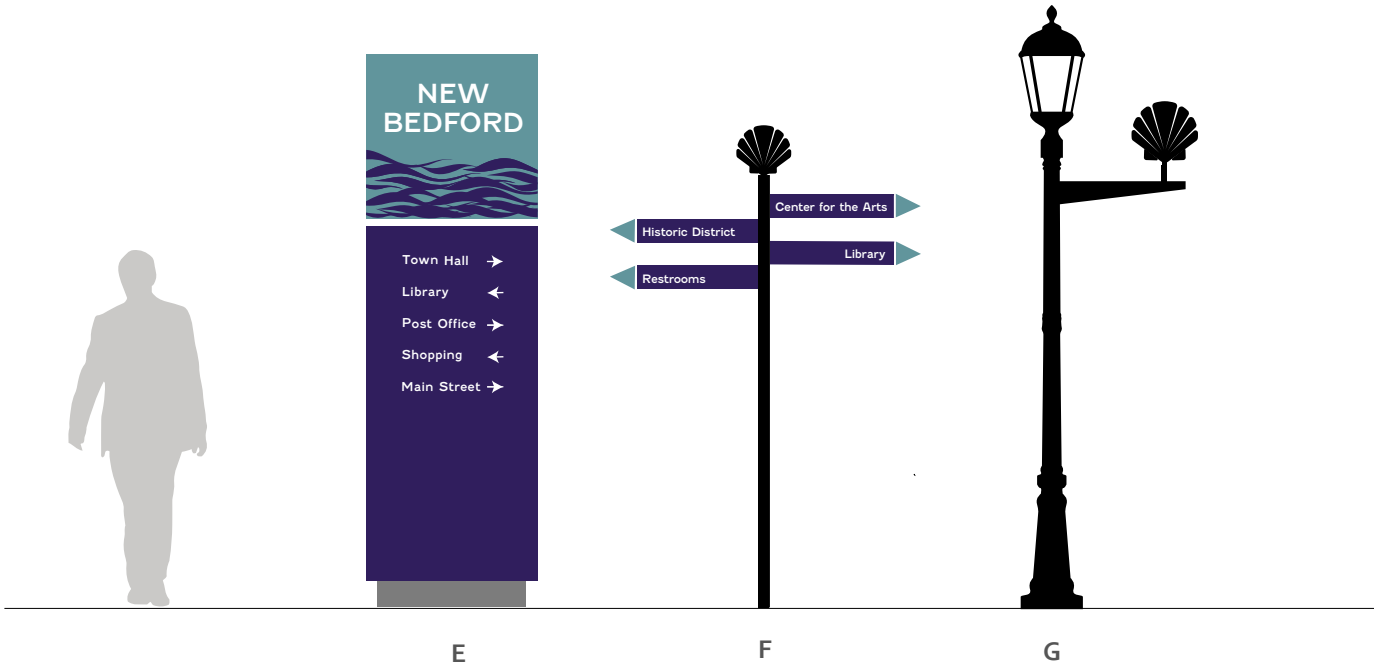 NEW
BEDFORD
Town Hall
Library
Post Office
Shopping
Main Street
Center for the Arts
Historic District
Library
Restrooms
E
F
G